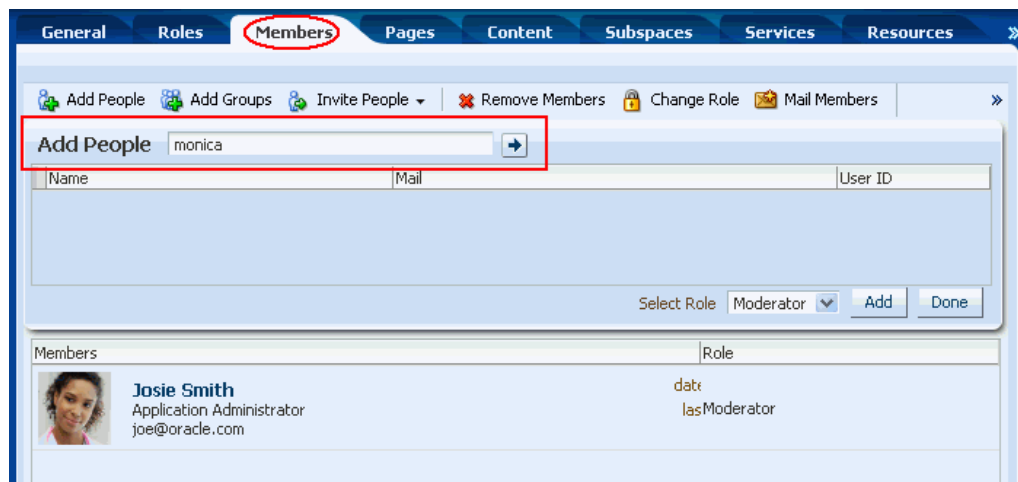 General Roles Members Pages Content Subspaces Services Resources »
Add People Add Groups Invite People Remove Members Change Role Mail Members »
Add People monica
Name Mail User ID
Select Role Moderator Add Done
Members Role
Josie Smith date
Application Administrator las Moderator
joe@oracle.com